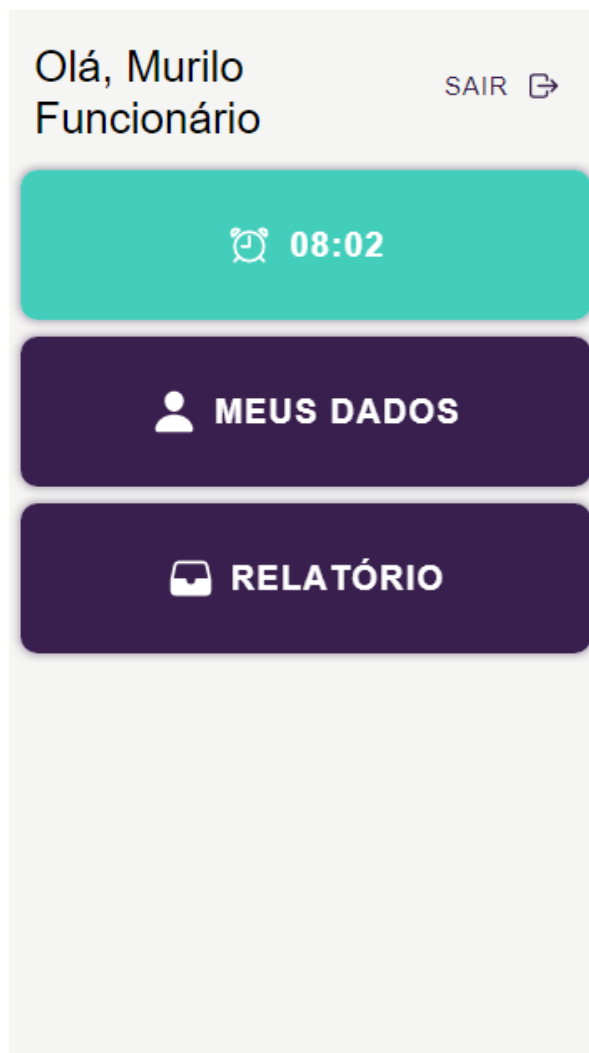 Olá, Murilo
Funcionário
SAIR
08:02
MEUS DADOS
RELATÓRIO